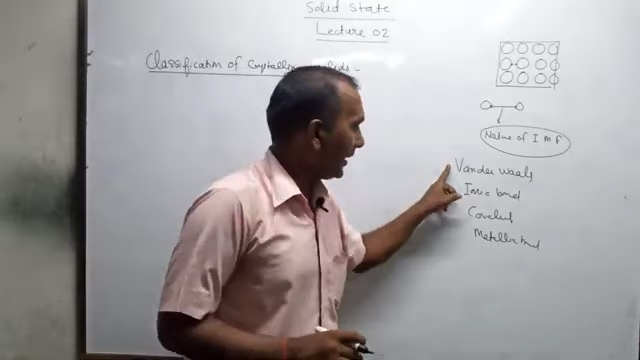 Solid State
Lecture 02
Classification of Crystalline solids -
Nature of I M F
Vander waals
Ionic bond
Covalent
Metallic bond